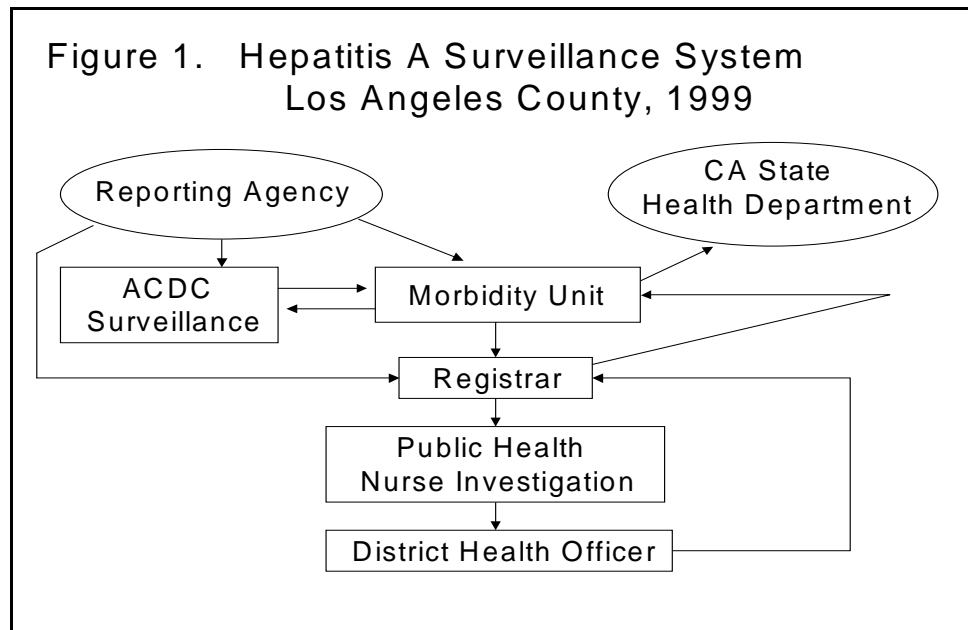 Figure 1. Hepatitis A Surveillance System
Los Angeles County, 1999
Reporting Agency
CA State
Health Department
ACDC
Surveillance
Morbidity Unit
Registrar
Public Health
Nurse Investigation
District Health Officer